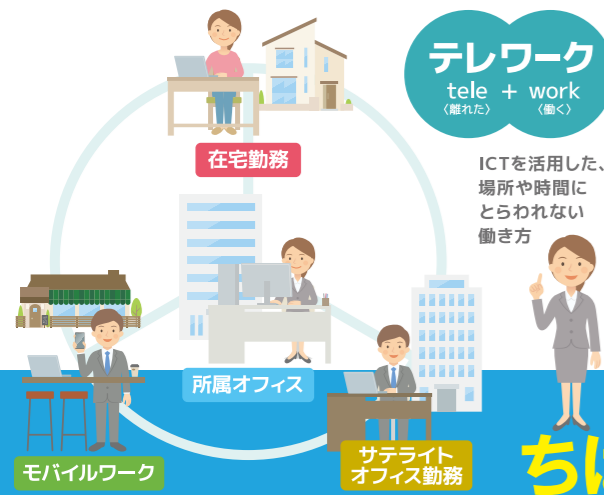 テレワーク
tele + work
〈離れた〉 〈働く〉
ICTを活用した、
場所や時間に
とらわれない
働き方
在宅勤務
所属オフィス
モバイルワーク
サテライト
オフィス勤務
ち